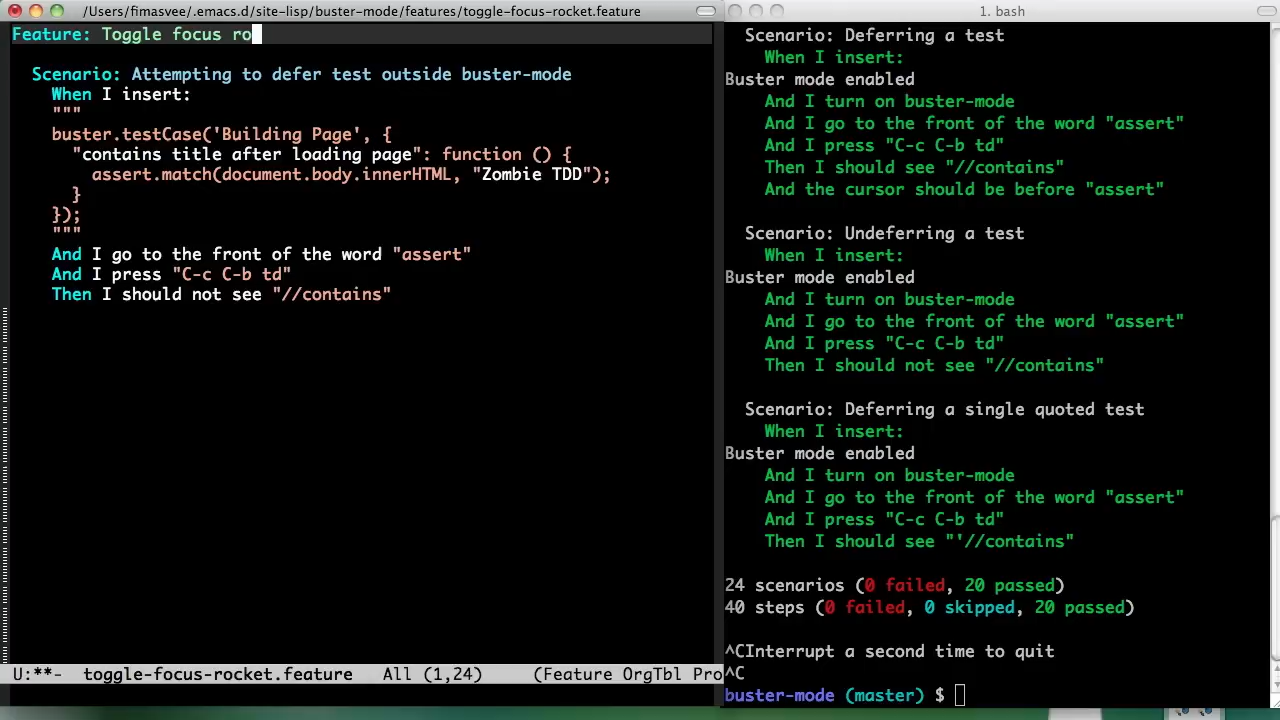 /Users/fimasvee/.emacs.d/site-lisp/buster-mode/features/toggle-focus-rocket.feature
Feature: Toggle focus ro
Scenario: Attempting to defer test outside buster-mode
When I insert:
"""
buster.testCase('Building Page', {
"contains title after loading page": function () {
assert.match(document.body.innerHTML, "Zombie TDD");
}
});
"""
And I go to the front of the word "assert"
And I press "C-c C-b td"
Then I should not see "//contains"
U:**-  toggle-focus-rocket.feature   All (1,24)     (Feature OrgTbl Pro
1. bash
Scenario: Deferring a test
When I insert:
Buster mode enabled
And I turn on buster-mode
And I go to the front of the word "assert"
And I press "C-c C-b td"
Then I should see "//contains"
And the cursor should be before "assert"
Scenario: Undeferring a test
When I insert:
Buster mode enabled
And I turn on buster-mode
And I go to the front of the word "assert"
And I press "C-c C-b td"
Then I should not see "//contains"
Scenario: Deferring a single quoted test
When I insert:
Buster mode enabled
And I turn on buster-mode
And I go to the front of the word "assert"
And I press "C-c C-b td"
Then I should see "'//contains"
24 scenarios (0 failed, 20 passed)
40 steps (0 failed, 0 skipped, 20 passed)
^CInterrupt a second time to quit
^C
buster-mode (master) $